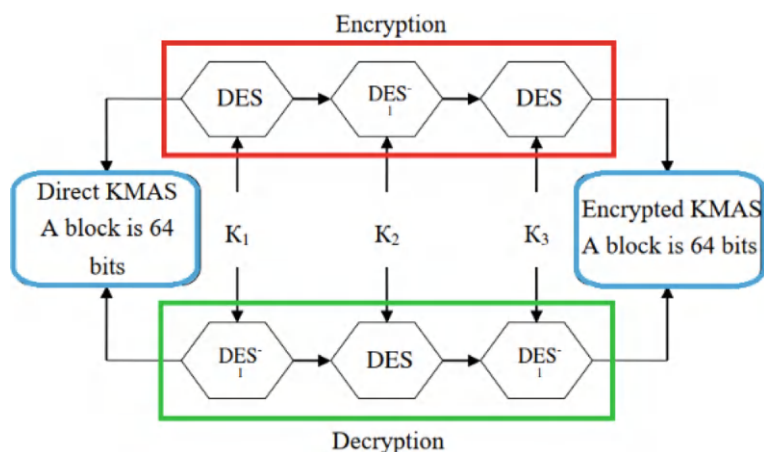 Encryption
DES
DES-
1
DES
Direct KMAS
A block is 64
bits
K1
K2
K3
Encrypted KMAS
A block is 64 bits
DES-
1
DES
DES-
1
Decryption